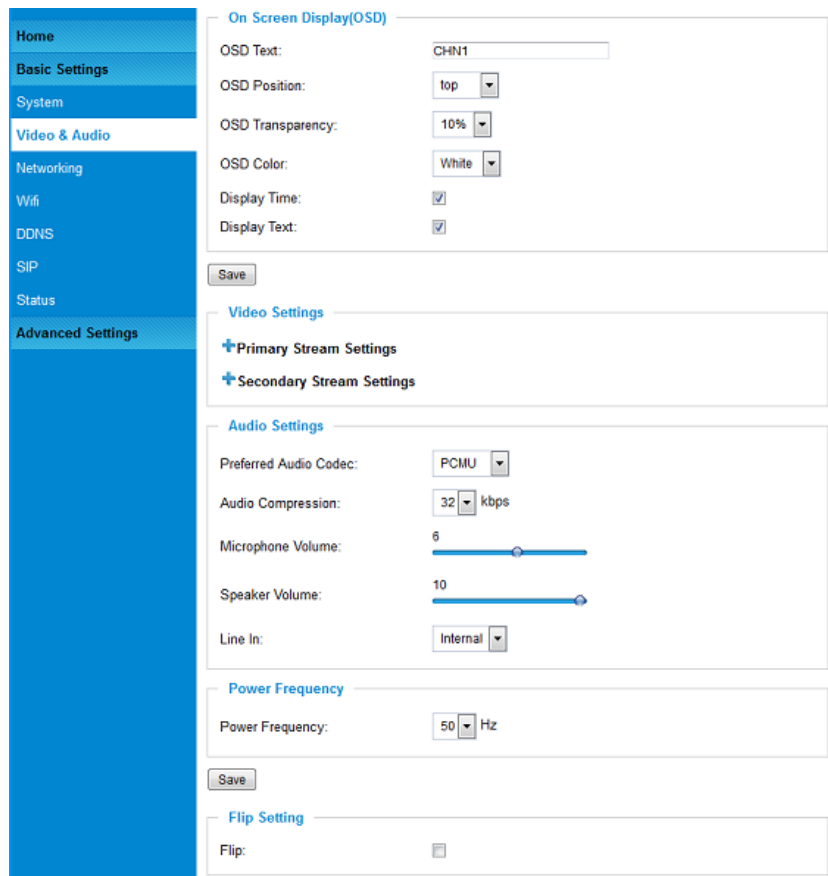 Home
Basic Settings
System
Video & Audio
Networking
Wifi
DDNS
SIP
Status
Advanced Settings
On Screen Display(OSD)
OSD Text: CHN1
OSD Position: top
OSD Transparency: 10%
OSD Color: White
Display Time:
Display Text:
Save
Video Settings
Primary Stream Settings
Secondary Stream Settings
Audio Settings
Preferred Audio Codec: PCMU
Audio Compression: 32 kbps
6
Microphone Volume:
10
Speaker Volume:
Line In: Internal
Power Frequency
Power Frequency: 50 Hz
Save
Flip Setting
Flip: